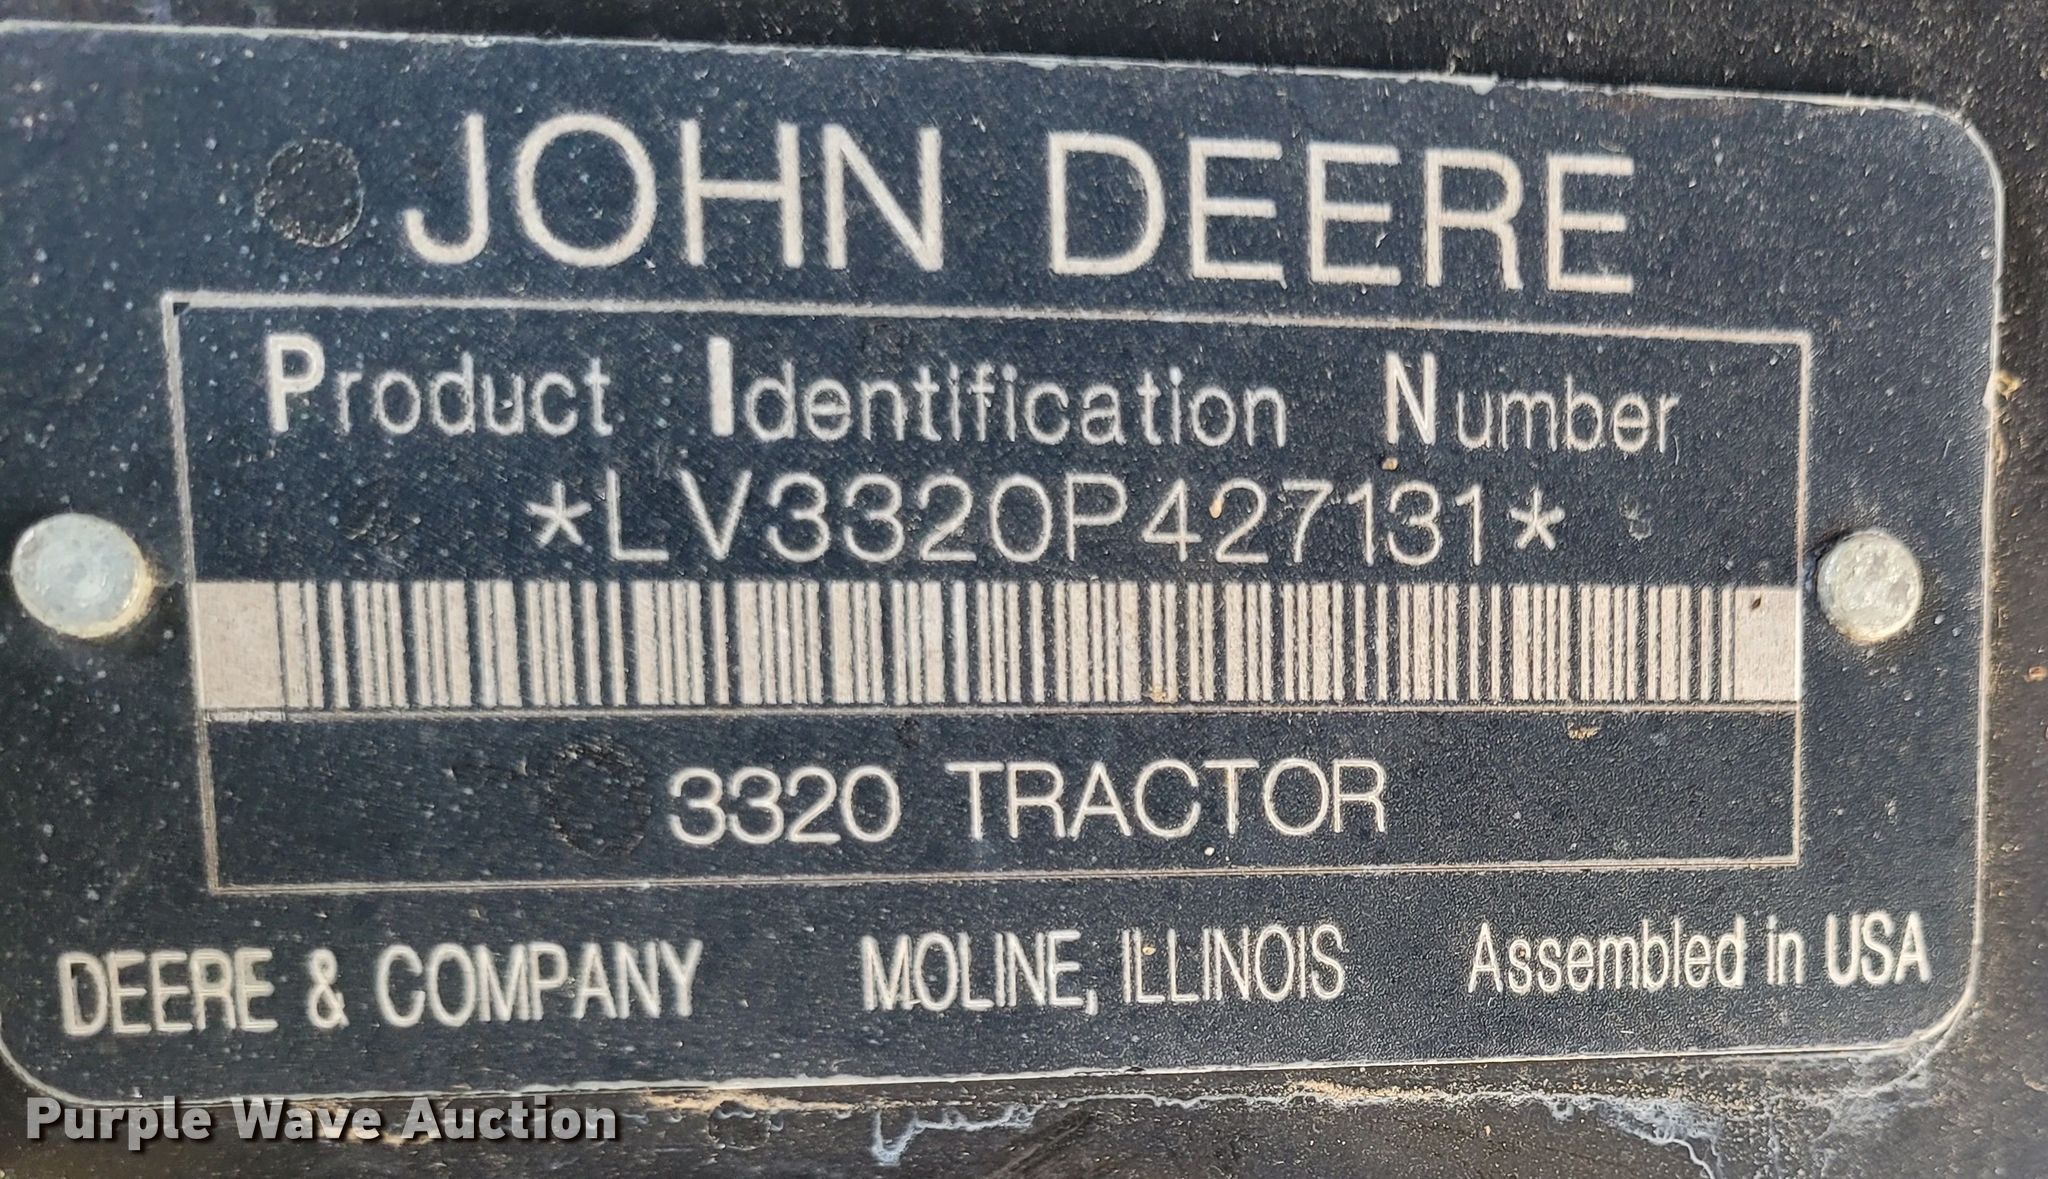 JOHN DEERE
Product Identification Number
*LV3320P427131*
3320 TRACTOR
DEERE & COMPANY MOLINE, ILLINOIS Assembled in USA
Purple Wave Auction